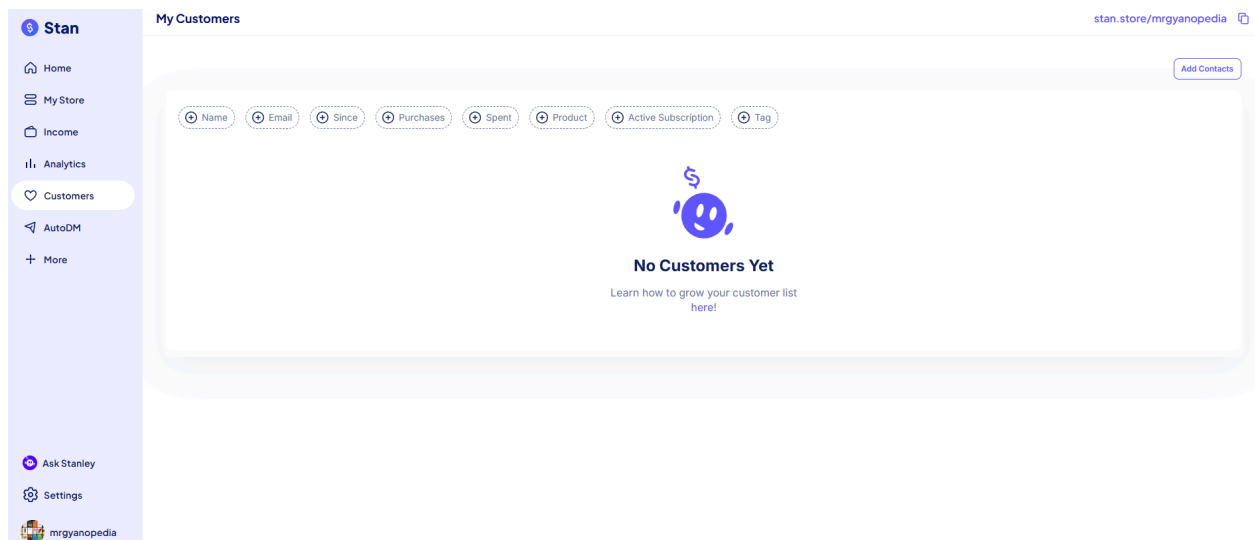 Stan
Home
My Store
Income
Analytics
Customers
AutoDM
More
Ask Stanley
Settings
mrgyanopedia
My Customers
stan.store/mrgyanopedia
Add Contacts
Name Email Since Purchases Spent Product Active Subscription Tag
No Customers Yet
Learn how to grow your customer list
here!